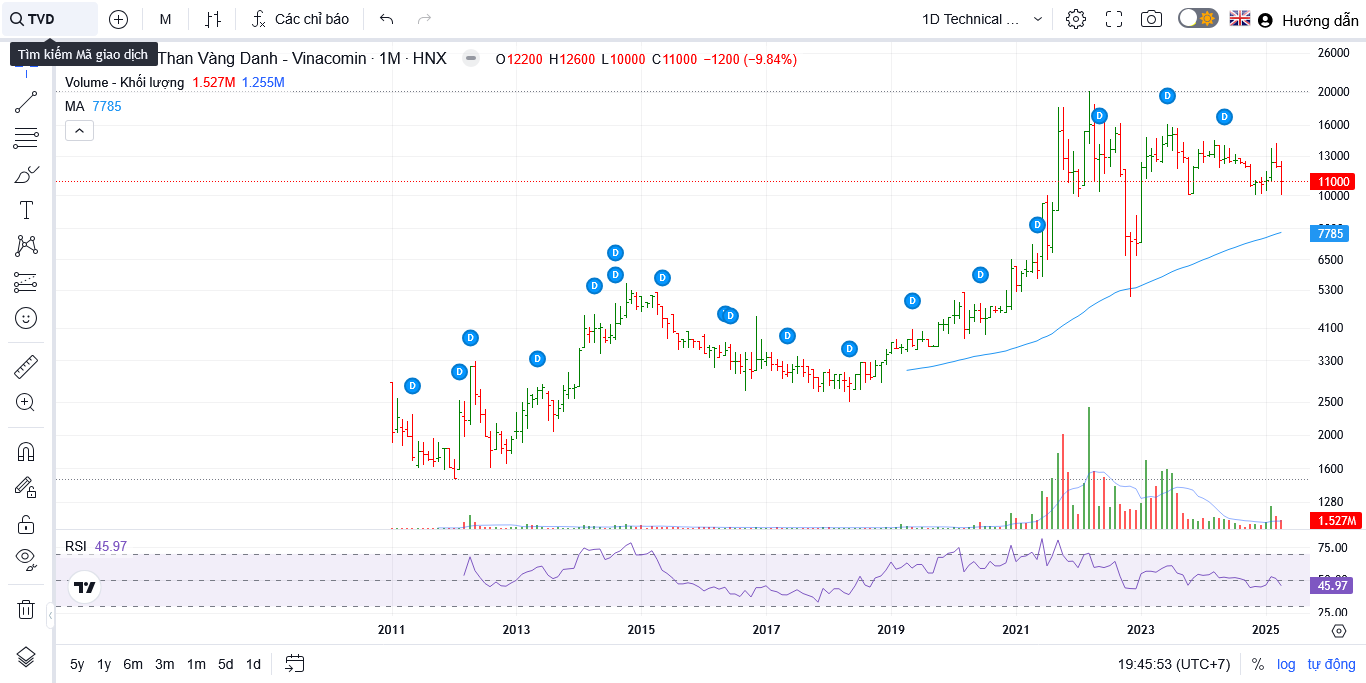 TVD M Các chỉ báo 1D Technical ... Hướng dẫn
Tìm kiếm Mã giao dịch
Than Vàng Danh - Vinacomin · 1M · HNX O12200 H12600 L10000 C11000 −1200 (−9.84%)
Volume - Khối lượng 1.527M 1.255M
MA 7785
26000
20000
16000
13000
11000
10000
7785
6500
5300
4100
3300
2500
2000
1600
1280
1.527M
D D D D D D D D D D D D D D D D D
RSI 45.97
75.00
45.97
25.00
2011 2013 2015 2017 2019 2021 2023 2025
5y 1y 6m 3m 1m 5d 1d 19:45:53 (UTC+7) % log tự động